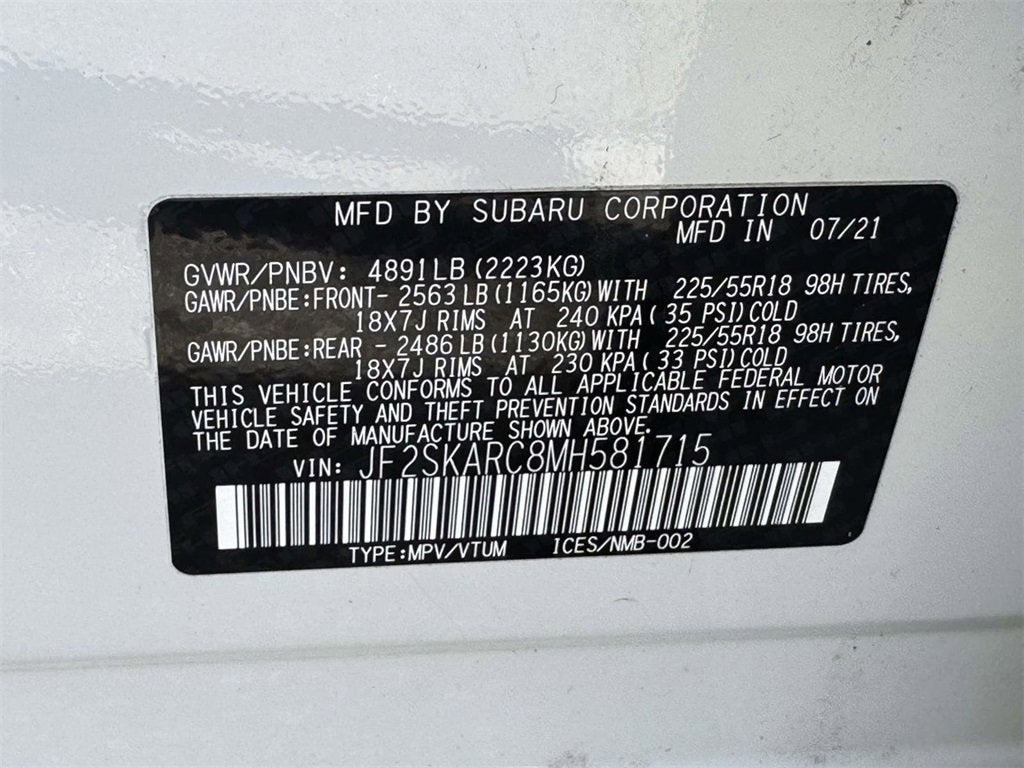 MFD BY SUBARU CORPORATION
MFD IN 07/21
GVWR/PNBV: 4891LB (2223KG)
GAWR/PNBE:FRONT- 2563LB (1165KG)WITH 225/55R18 98H TIRES,
18X7J RIMS AT 240 KPA( 35 PSI)COLD
GAWR/PNBE:REAR - 2486LB (1130KG)WITH 225/55R18 98H TIRES,
18X7J RIMS AT 230 KPA( 33 PSI)COLD
THIS VEHICLE CONFORMS TO ALL APPLICABLE FEDERAL MOTOR
VEHICLE SAFETY AND THEFT PREVENTION STANDARDS IN EFFECT ON
THE DATE OF MANUFACTURE SHOWN ABOVE.
VIN: JF2SKARC8MH581715
TYPE:MPV/VTUM ICES/NMB-002